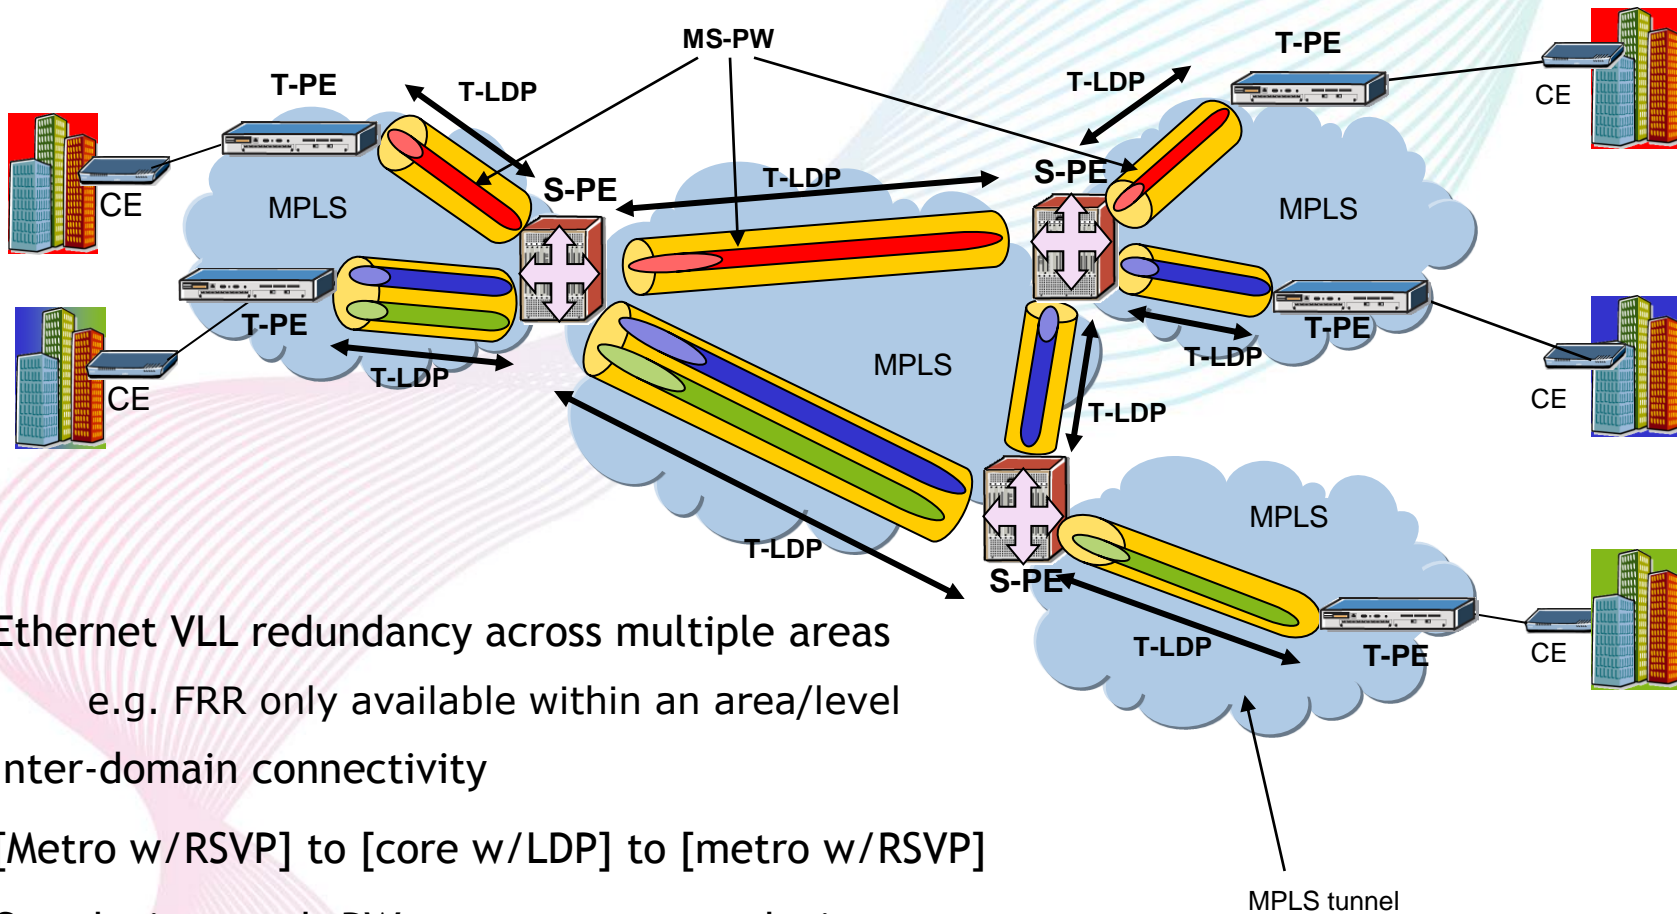 MS-PW
T-PE
T-PE
T-LDP
T-LDP
CE
S-PE
T-LDP
S-PE
CE
MPLS
MPLS
T-PE
T-PE
T-LDP
MPLS
T-LDP
CE
CE
T-LDP
MPLS
T-LDP
S-PE
T-LDP
T-PE
CE
Ethernet VLL redundancy across multiple areas
e.g. FRR only available within an area/level
nter-domain connectivity
[Metro w/RSVP] to [core w/LDP] to [metro w/RSVP]
MPLS tunnel